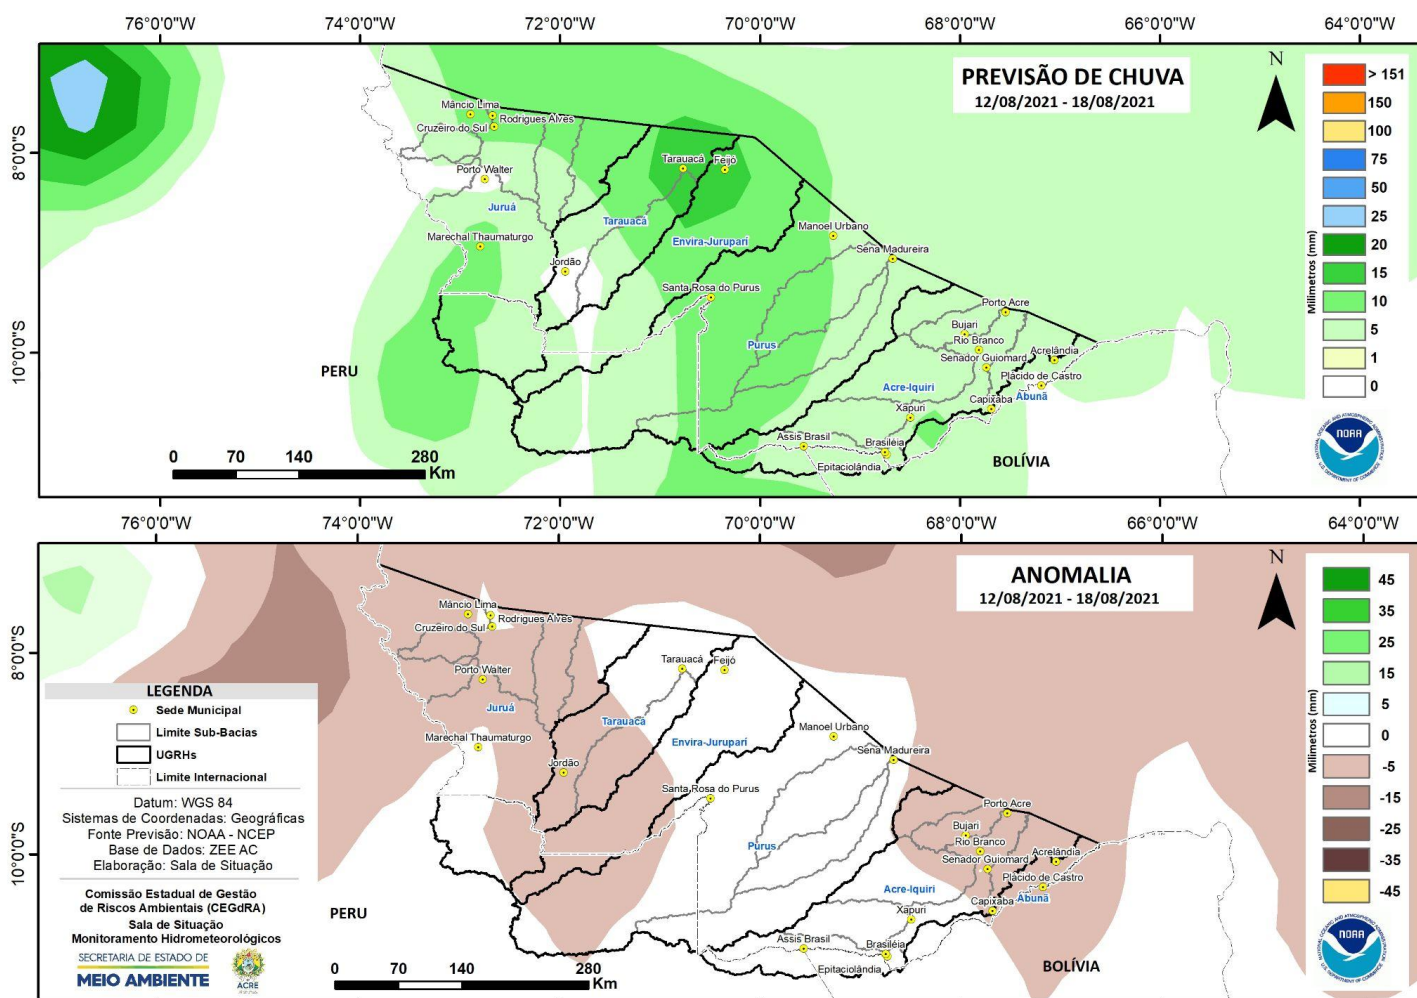 76°0'0"W 74°0'0"W 72°0'0"W 70°0'0"W 68°0'0"W 66°0'0"W 64°0'0"W
PREVISÃO DE CHUVA
12/08/2021 - 18/08/2021
N
8°0'0"S
10°0'0"S
Mâncio Lima
Rodrigues Alves
Cruzeiro do Sul
Porto Walter
Juruá
Marechal Thaumaturgo
Jordão
Tarauacá
Feijó
Tarauacá
Envira-Juruparí
Manoel Urbano
Sena Madureira
Santa Rosa do Purus
Purus
Porto Acre
Bujari
Rio Branco
Senador Guiomard
Acrelândia
Plácido de Castro
Acre-Iquiri
Abunã
Capixaba
Xapuri
Assis Brasil
Brasiléia
Epitaciolândia
PERU
BOLÍVIA
0 70 140 280
Km
Milímetros (mm)
> 151
150
100
75
50
25
20
15
10
5
1
0
NOAA
76°0'0"W 74°0'0"W 72°0'0"W 70°0'0"W 68°0'0"W 66°0'0"W 64°0'0"W
ANOMALIA
12/08/2021 - 18/08/2021
N
8°0'0"S
10°0'0"S
Mâncio Lima
Rodrigues Alves
Cruzeiro do Sul
Porto Walter
Juruá
Marechal Thaumaturgo
Jordão
Tarauacá
Feijó
Tarauacá
Envira-Juruparí
Manoel Urbano
Sena Madureira
Santa Rosa do Purus
Purus
Porto Acre
Bujari
Rio Branco
Senador Guiomard
Acrelândia
Plácido de Castro
Acre-Iquiri
Abunã
Capixaba
Xapuri
Assis Brasil
Brasiléia
Epitaciolândia
PERU
BOLÍVIA
0 70 140 280
Km
Milímetros (mm)
45
35
25
15
5
0
-5
-15
-25
-35
-45
NOAA
LEGENDA
Sede Municipal
Limite Sub-Bacias
UGRHs
Limite Internacional
Datum: WGS 84
Sistemas de Coordenadas: Geográficas
Fonte Previsão: NOAA - NCEP
Base de Dados: ZEE AC
Elaboração: Sala de Situação
Comissão Estadual de Gestão
de Riscos Ambientais (CEGdRA)
Sala de Situação
Monitoramento Hidrometeorológicos
SECRETARIA DE ESTADO DE
MEIO AMBIENTE
ACRE